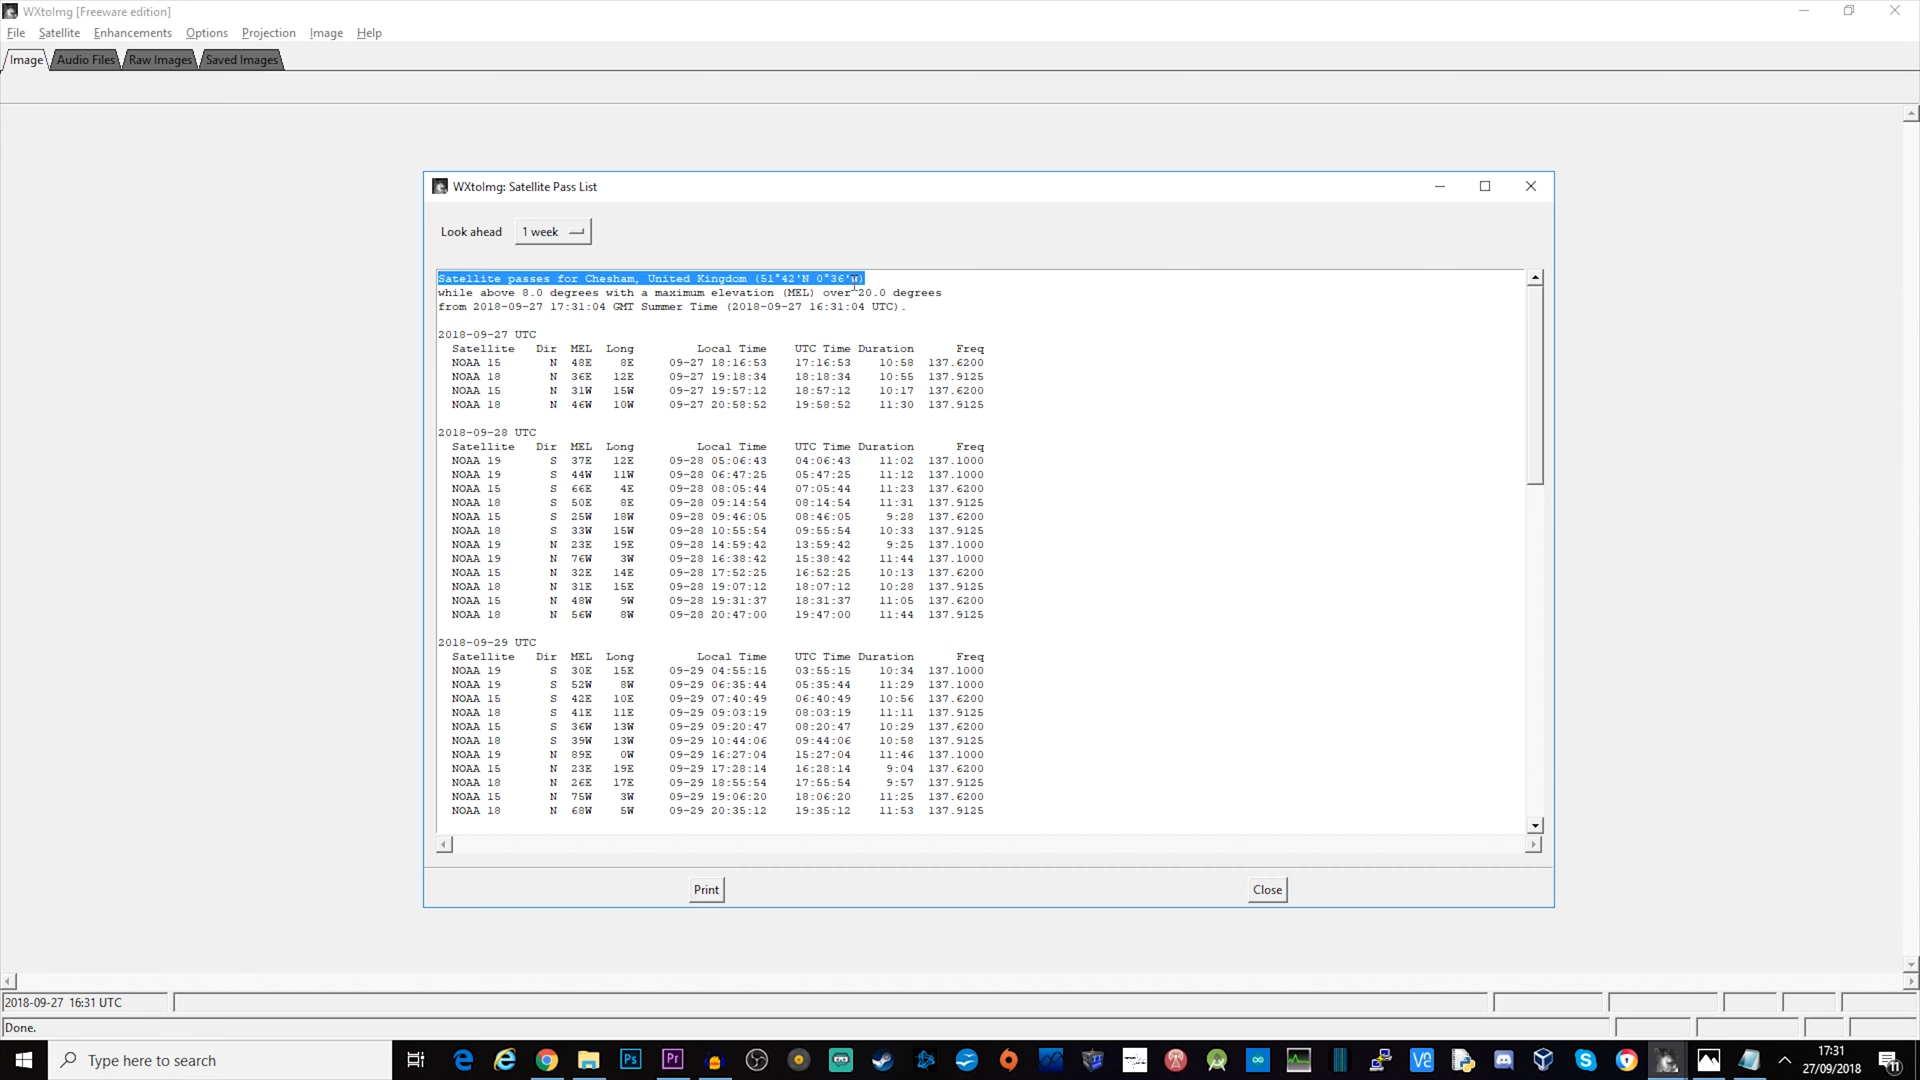 WXtoImg [Freeware edition]
File Satellite Enhancements Options Projection Image Help
Image Audio Files Raw Images Saved Images
WXtoImg: Satellite Pass List
Look ahead 1 week
Satellite passes for Chesham, United Kingdom (51°42'N 0°36'W)
while above 8.0 degrees with a maximum elevation (MEL) over 20.0 degrees
from 2018-09-27 17:31:04 GMT Summer Time (2018-09-27 16:31:04 UTC).
2018-09-27 UTC
Satellite Dir MEL Long Local Time UTC Time Duration Freq
NOAA 15 N 48E 8E 09-27 18:16:53 17:16:53 10:58 137.6200
NOAA 18 N 36E 12E 09-27 19:18:34 18:18:34 10:55 137.9125
NOAA 15 N 31W 15W 09-27 19:57:12 18:57:12 10:17 137.6200
NOAA 18 N 46W 10W 09-27 20:58:52 19:58:52 11:30 137.9125
2018-09-28 UTC
Satellite Dir MEL Long Local Time UTC Time Duration Freq
NOAA 19 S 37E 12E 09-28 05:06:43 04:06:43 11:02 137.1000
NOAA 19 S 44W 11W 09-28 06:47:25 05:47:25 11:12 137.1000
NOAA 15 S 66E 4E 09-28 08:05:44 07:05:44 11:23 137.6200
NOAA 18 S 50E 8E 09-28 09:14:54 08:14:54 11:31 137.9125
NOAA 15 S 25W 18W 09-28 09:46:05 08:46:05 9:28 137.6200
NOAA 18 S 33W 15W 09-28 10:55:54 09:55:54 10:33 137.9125
NOAA 19 N 23E 19E 09-28 14:59:42 13:59:42 9:25 137.1000
NOAA 19 N 76W 3W 09-28 16:38:42 15:38:42 11:44 137.1000
NOAA 15 N 32E 14E 09-28 17:52:25 16:52:25 10:13 137.6200
NOAA 18 N 31E 15E 09-28 19:07:12 18:07:12 10:28 137.9125
NOAA 15 N 48W 9W 09-28 19:31:37 18:31:37 11:05 137.6200
NOAA 18 N 56W 8W 09-28 20:47:00 19:47:00 11:44 137.9125
2018-09-29 UTC
Satellite Dir MEL Long Local Time UTC Time Duration Freq
NOAA 19 S 30E 15E 09-29 04:55:15 03:55:15 10:34 137.1000
NOAA 19 S 52W 8W 09-29 06:35:44 05:35:44 11:29 137.1000
NOAA 15 S 42E 10E 09-29 07:40:49 06:40:49 10:56 137.6200
NOAA 18 S 41E 11E 09-29 09:03:19 08:03:19 11:11 137.9125
NOAA 15 S 36W 13W 09-29 09:20:47 08:20:47 10:29 137.6200
NOAA 18 S 39W 13W 09-29 10:44:06 09:44:06 10:58 137.9125
NOAA 19 N 89E 0W 09-29 16:27:04 15:27:04 11:46 137.1000
NOAA 15 N 23E 19E 09-29 17:28:14 16:28:14 9:04 137.6200
NOAA 18 N 26E 17E 09-29 18:55:54 17:55:54 9:57 137.9125
NOAA 15 N 75W 3W 09-29 19:06:20 18:06:20 11:25 137.6200
NOAA 18 N 68W 5W 09-29 20:35:12 19:35:12 11:53 137.9125
Print Close
2018-09-27 16:31 UTC
Done.
Type here to search
Ps Pr
17:31
27/09/2018
11